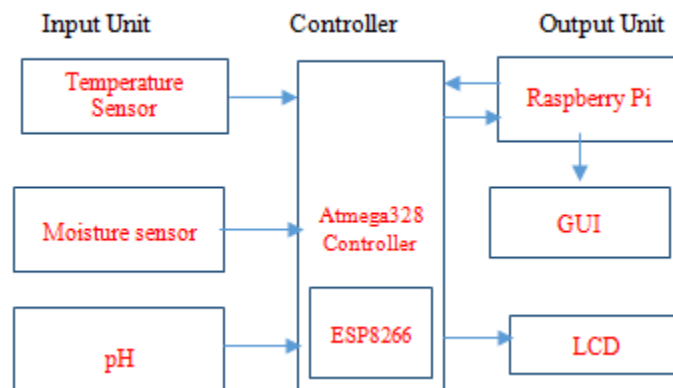 Input Unit
Controller
Output Unit
Temperature
Sensor
Raspberry Pi
Moisture sensor
Atmega328
Controller
GUI
pH
ESP8266
LCD